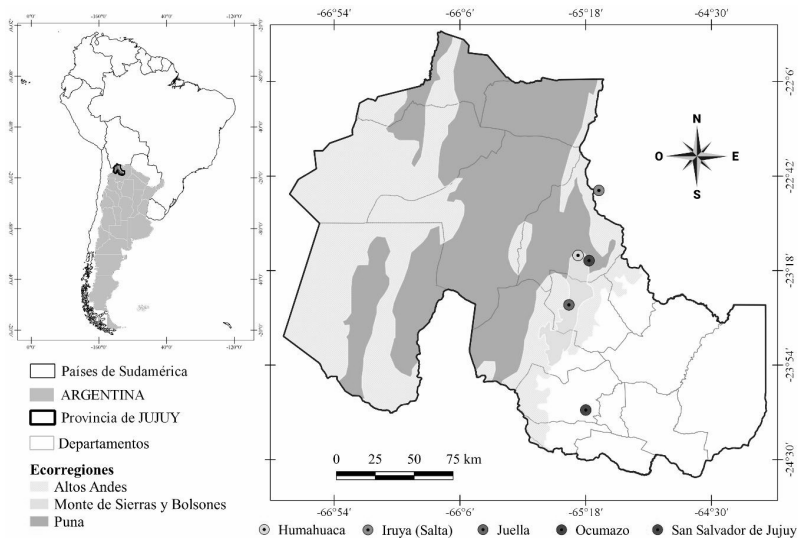 -66°54' -66°6' -65°18' -64°30'
-22°6'
-22°42'
-23°18'
-23°54'
-24°30'
N
O E
S
0 25 50 75 km
-66°54' -66°6' -65°18' -64°30'
Países de Sudamérica
ARGENTINA
Provincia de JUJUY
Departamentos
Ecorregiones
Altos Andes
Monte de Sierras y Bolsones
Puna
Humahuaca Iruya (Salta) Juella Ocumazo San Salvador de Jujuy